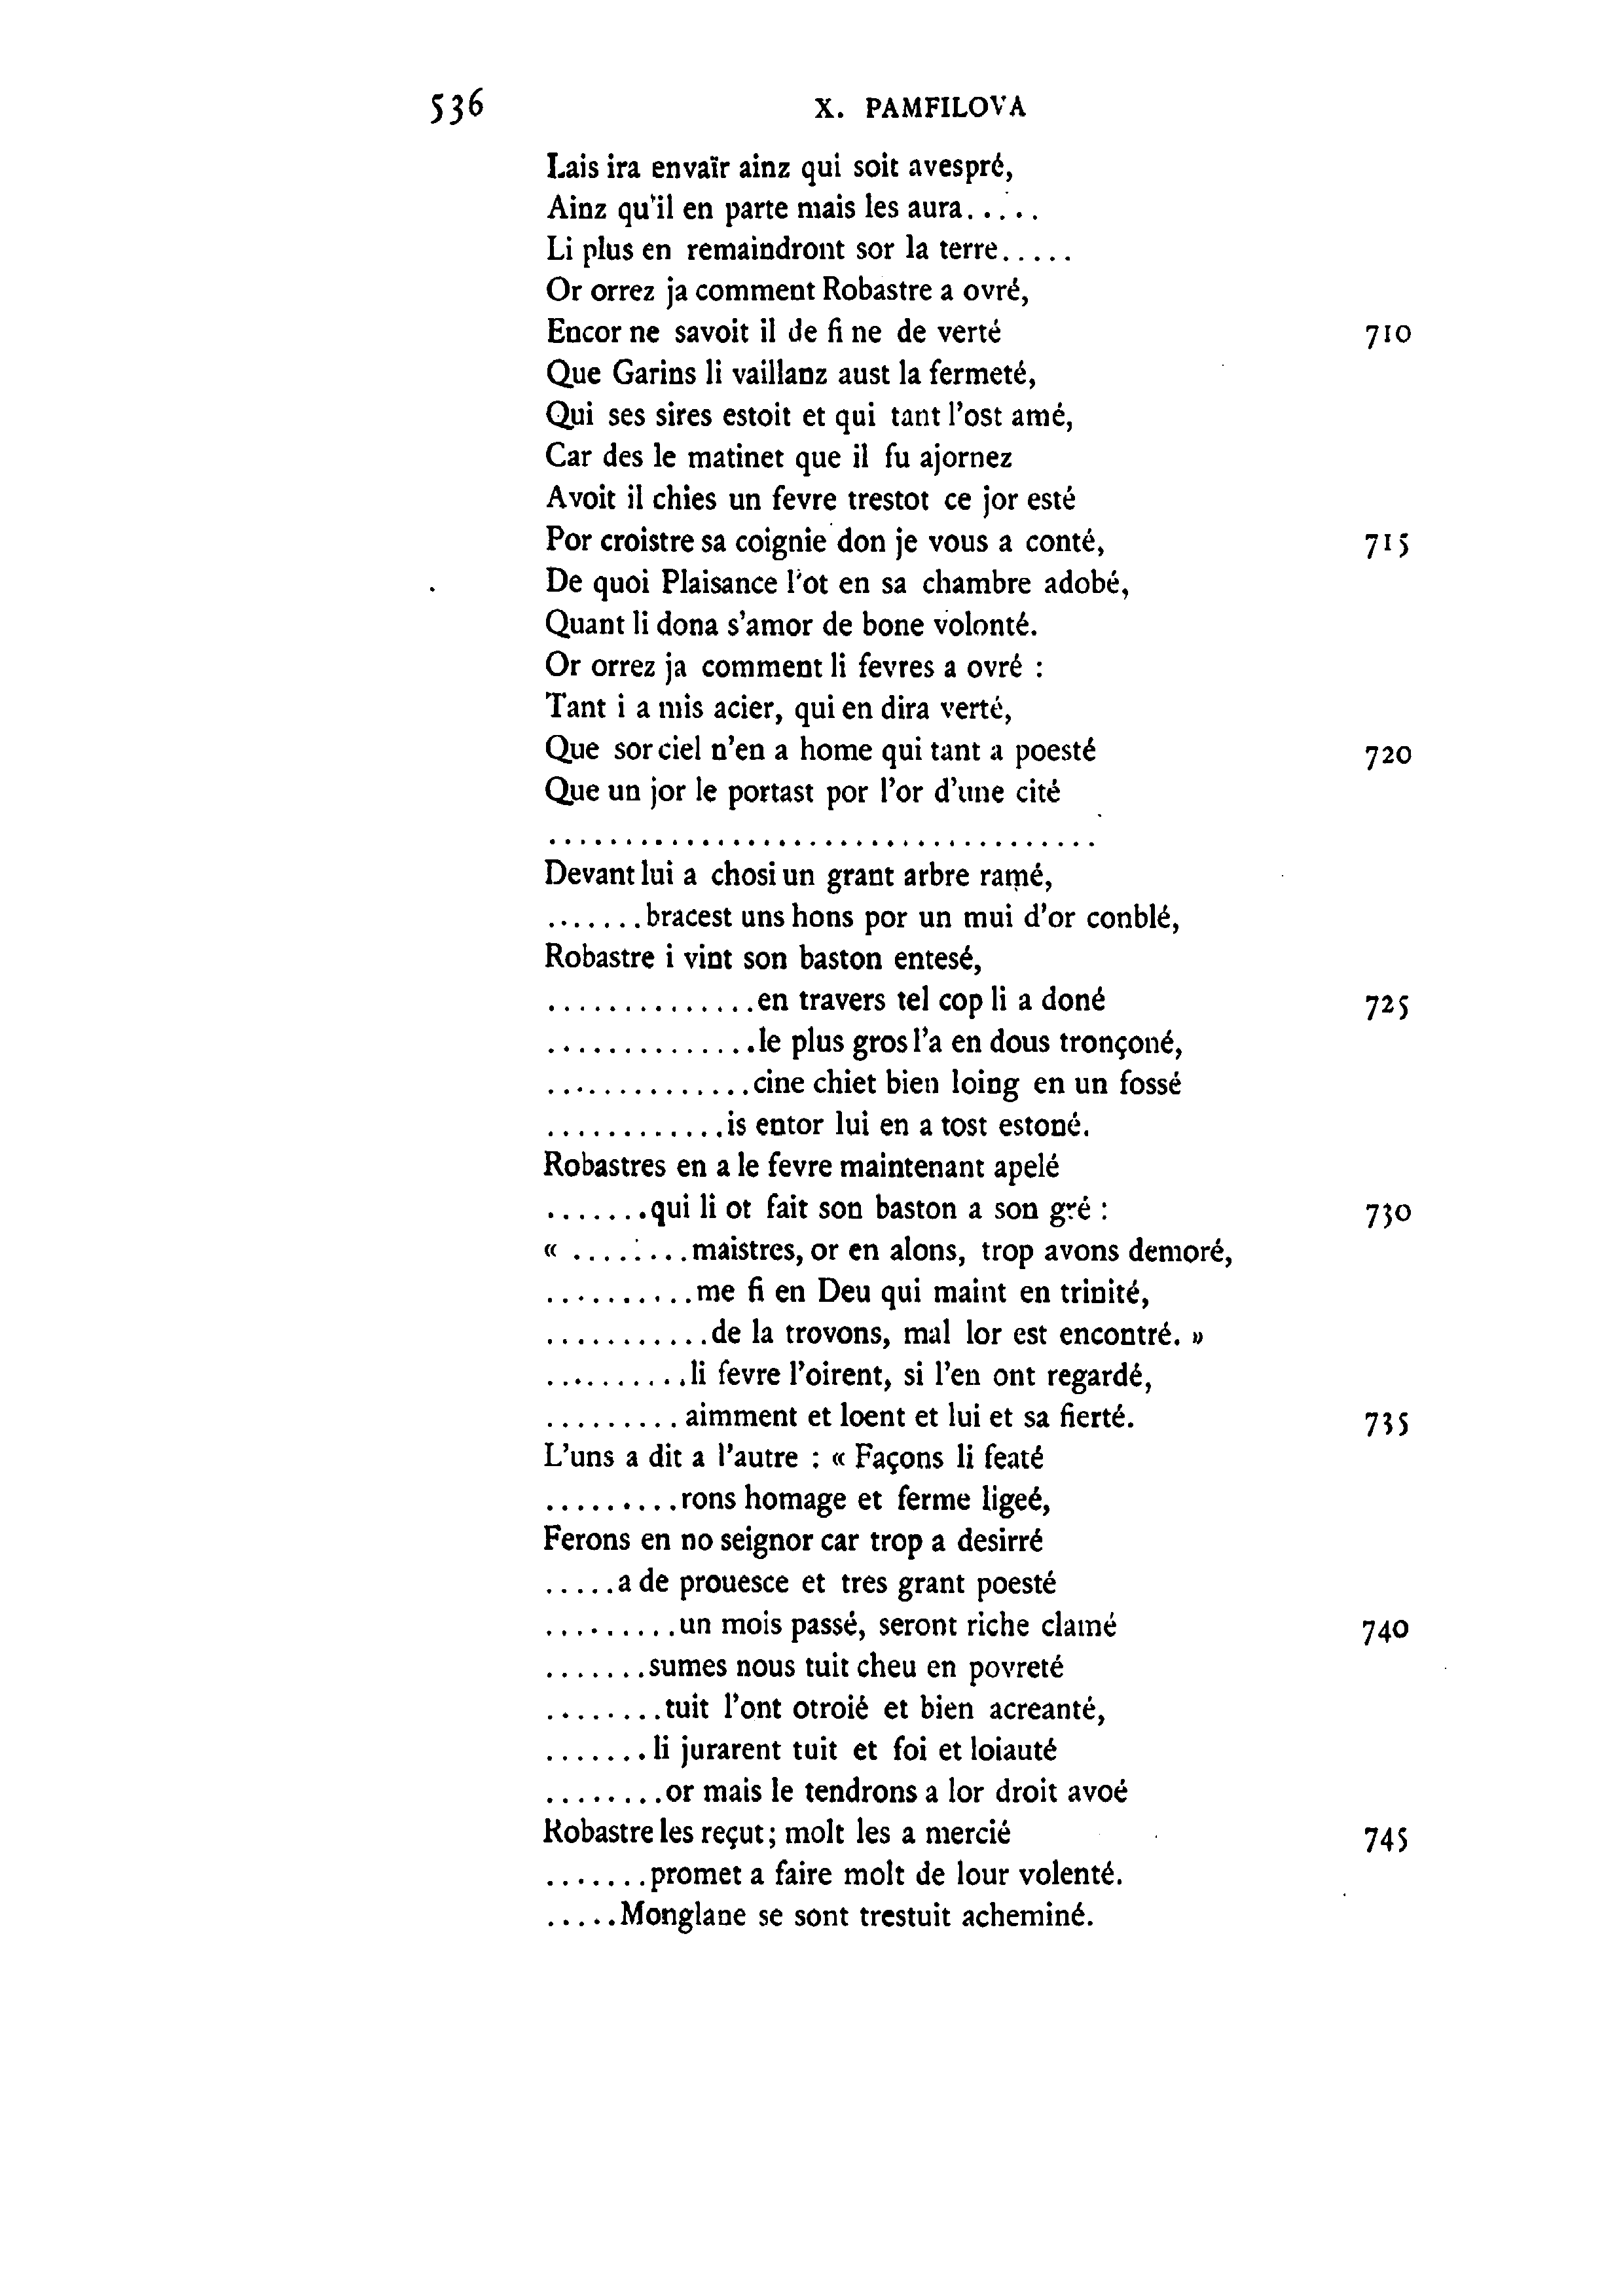 536 X. PAMFILOVA
Lais ira envaïr ainz qui soit avespré,
Ainz qu'il en parte mais les aura.....
Li plus en remaindront sor la terre.....
Or orrez ja comment Robastre a ovré,
Encor ne savoit il de fi ne de verté 710
Que Garins li vaillanz aust la fermeté,
Qui ses sires estoit et qui tant l'ost amé,
Car des le matinet que il fu ajornez
Avoit il chies un fevre trestot ce jor esté
Por croistre sa coignie don je vous a conté, 715
De quoi Plaisance l'ot en sa chambre adobé,
Quant li dona s'amor de bone volonté.
Or orrez ja comment li fevres a ovré :
Tant i a mis acier, qui en dira verté,
Que sor ciel n'en a home qui tant a poesté 720
Que un jor le portast por l'or d'une cité
....................................
Devant lui a chosi un grant arbre ramé,
.......bracest uns hons por un mui d'or conblé,
Robastre i vint son baston entesé,
..............en travers tel cop li a doné 725
..............le plus gros l'a en dous tronçoné,
..............cine chiet bien loing en un fossé
............is entor lui en a tost estoné.
Robastres en a le fevre maintenant apelé
.......qui li ot fait son baston a son gré : 730
« ........maistres, or en alons, trop avons demoré,
..........me fi en Deu qui maint en trinité,
...........de la trovons, mal lor est encontré. »
..........li fevre l'oirent, si l'en ont regardé,
.........aimment et loent et lui et sa fierté. 735
L'uns a dit a l'autre : « Façons li featé
.........rons homage et ferme ligeé,
Ferons en no seignor car trop a desirré
.....a de prouesce et tres grant poesté
.........un mois passé, seront riche clamé 740
.......sumes nous tuit cheu en povreté
........tuit l'ont otroié et bien acreanté,
.......li jurarent tuit et foi et loiauté
........or mais le tendrons a lor droit avoé
Robastre les reçut; molt les a mercié 745
.......promet a faire molt de lour volenté.
.....Monglane se sont trestuit acheminé.